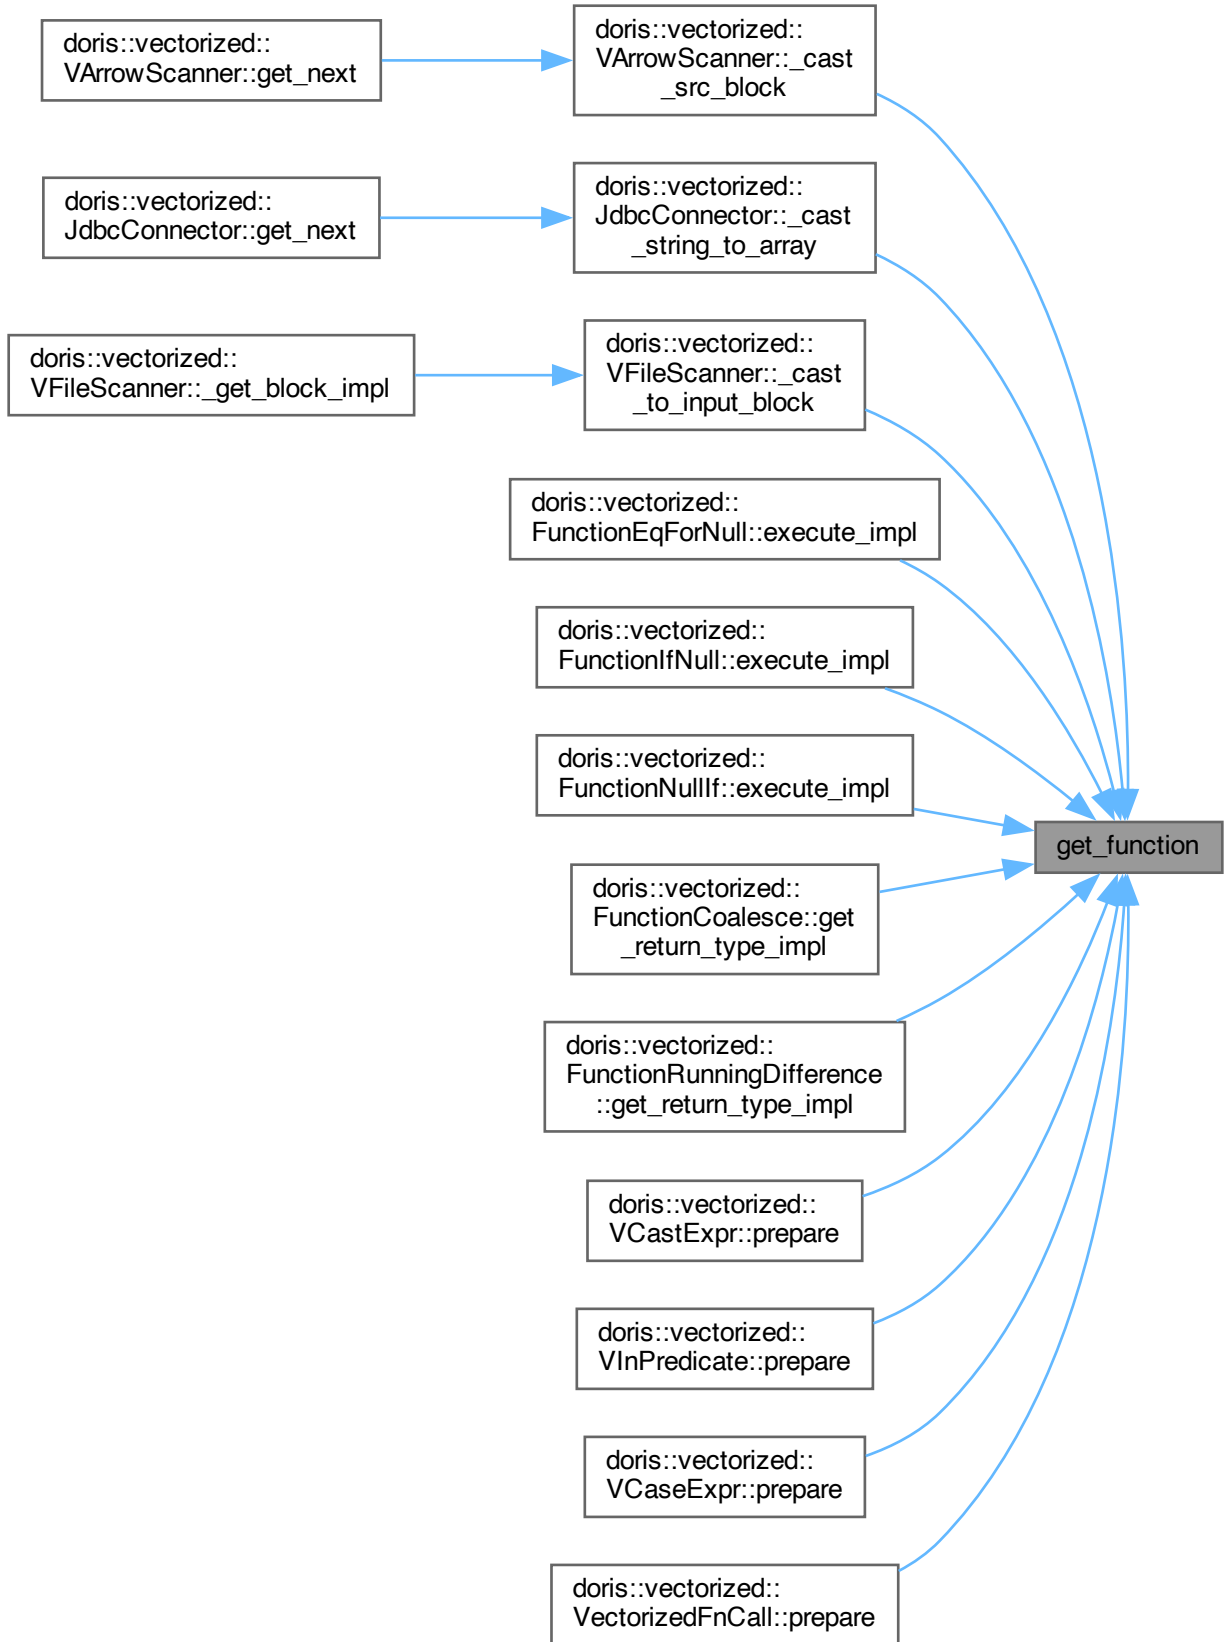 doris::vectorized::
VArrowScanner::get_next
doris::vectorized::
VArrowScanner::_cast
_src_block
doris::vectorized::
JdbcConnector::get_next
doris::vectorized::
JdbcConnector::_cast
_string_to_array
doris::vectorized::
VFileScanner::_get_block_impl
doris::vectorized::
VFileScanner::_cast
_to_input_block
doris::vectorized::
FunctionEqForNull::execute_impl
doris::vectorized::
FunctionIfNull::execute_impl
doris::vectorized::
FunctionNullIf::execute_impl
get_function
doris::vectorized::
FunctionCoalesce::get
_return_type_impl
doris::vectorized::
FunctionRunningDifference
::get_return_type_impl
doris::vectorized::
VCastExpr::prepare
doris::vectorized::
VInPredicate::prepare
doris::vectorized::
VCaseExpr::prepare
doris::vectorized::
VectorizedFnCall::prepare